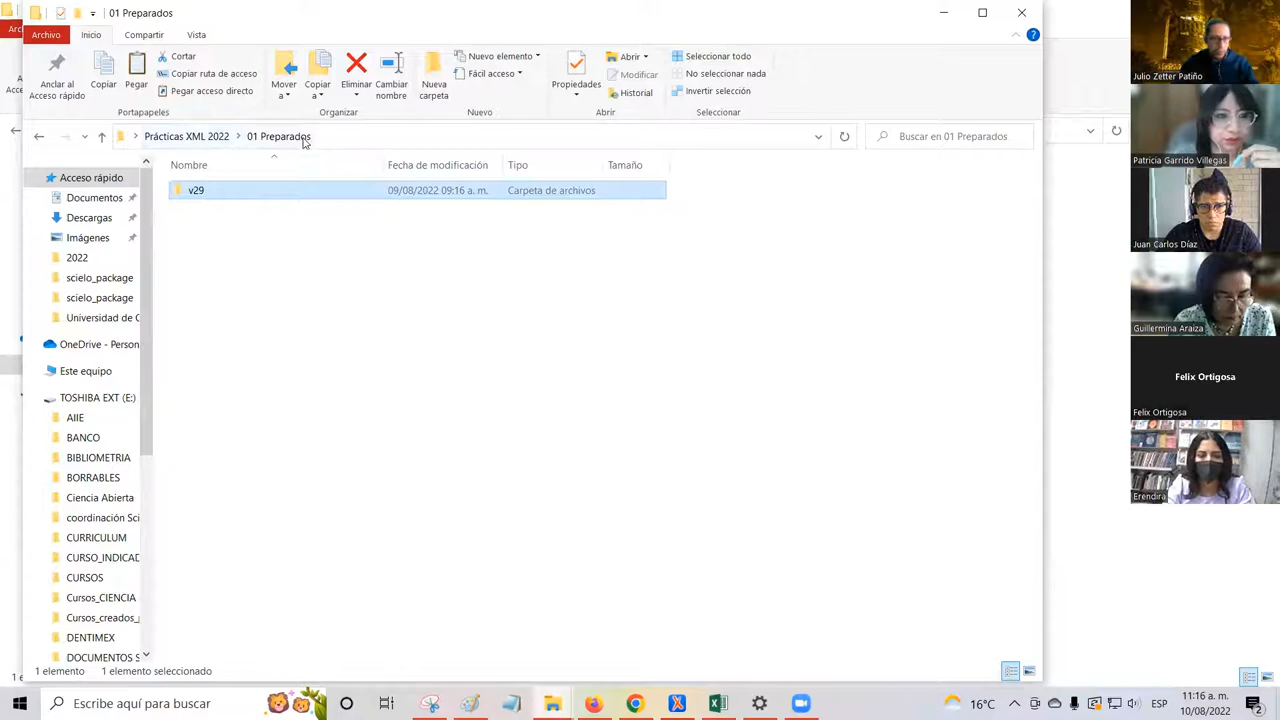 01 Preparados
Archivo Inicio Compartir Vista
Anclar al
Acceso rápido
Copiar
Pegar
Cortar
Copiar ruta de acceso
Pegar acceso directo
Portapapeles
Mover
a
Copiar
a
Eliminar
Cambiar
nombre
Organizar
Nueva
carpeta
Nuevo elemento
Fácil acceso
Nuevo
Propiedades
Abrir
Modificar
Historial
Abrir
Seleccionar todo
No seleccionar nada
Invertir selección
Seleccionar
Prácticas XML 2022 > 01 Preparados
Buscar en 01 Preparados
Nombre Fecha de modificación Tipo Tamaño
v29 09/08/2022 09:16 a. m. Carpeta de archivos
Acceso rápido
Documentos
Descargas
Imágenes
2022
scielo_package
scielo_package
Universidad de C
OneDrive - Person
Este equipo
TOSHIBA EXT (E:)
AIIE
BANCO
BIBLIOMETRIA
BORRABLES
Ciencia Abierta
coordinación Sci
CURRICULUM
CURSO_INDICAD
CURSOS
Cursos_CIENCIA
Cursos_creados_
DENTIMEX
DOCUMENTOS S
1 elemento 1 elemento seleccionado
Julio Zetter Patiño
Patricia Garrido Villegas
Juan Carlos Díaz
Guillermina Araiza
Felix Ortigosa
Felix Ortigosa
Erendira
Escribe aquí para buscar
16°C
ESP
11:16 a. m.
10/08/2022
2